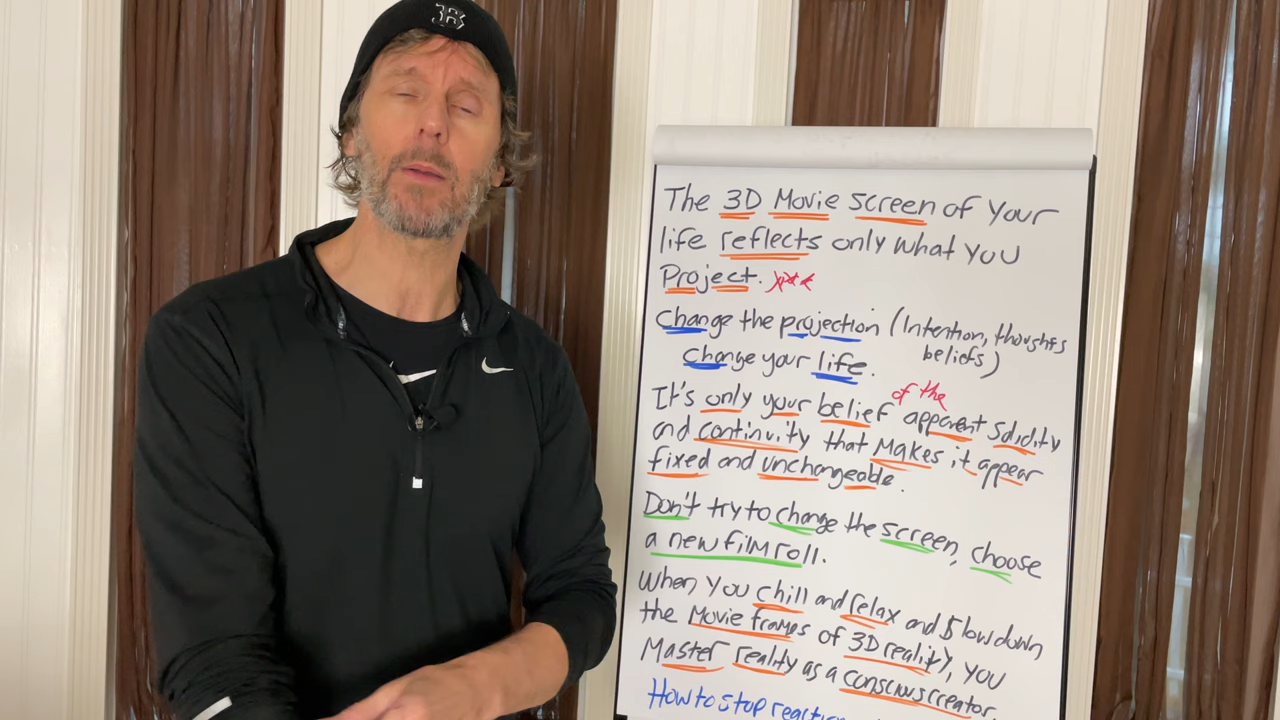 B
The 3D Movie screen of your
life reflects only what you
Project.
Change the projection (Intention, thoughts
beliefs)
Change your life.
of the
It's only your belief apparent solidity
and continuity that makes it appear
fixed and unchangeable.
Don't try to change the screen, choose
a new film roll.
When you chill and relax and slow down
the Movie frames of 3D reality, you
Master reality as a conscious creator.
How to stop reaction